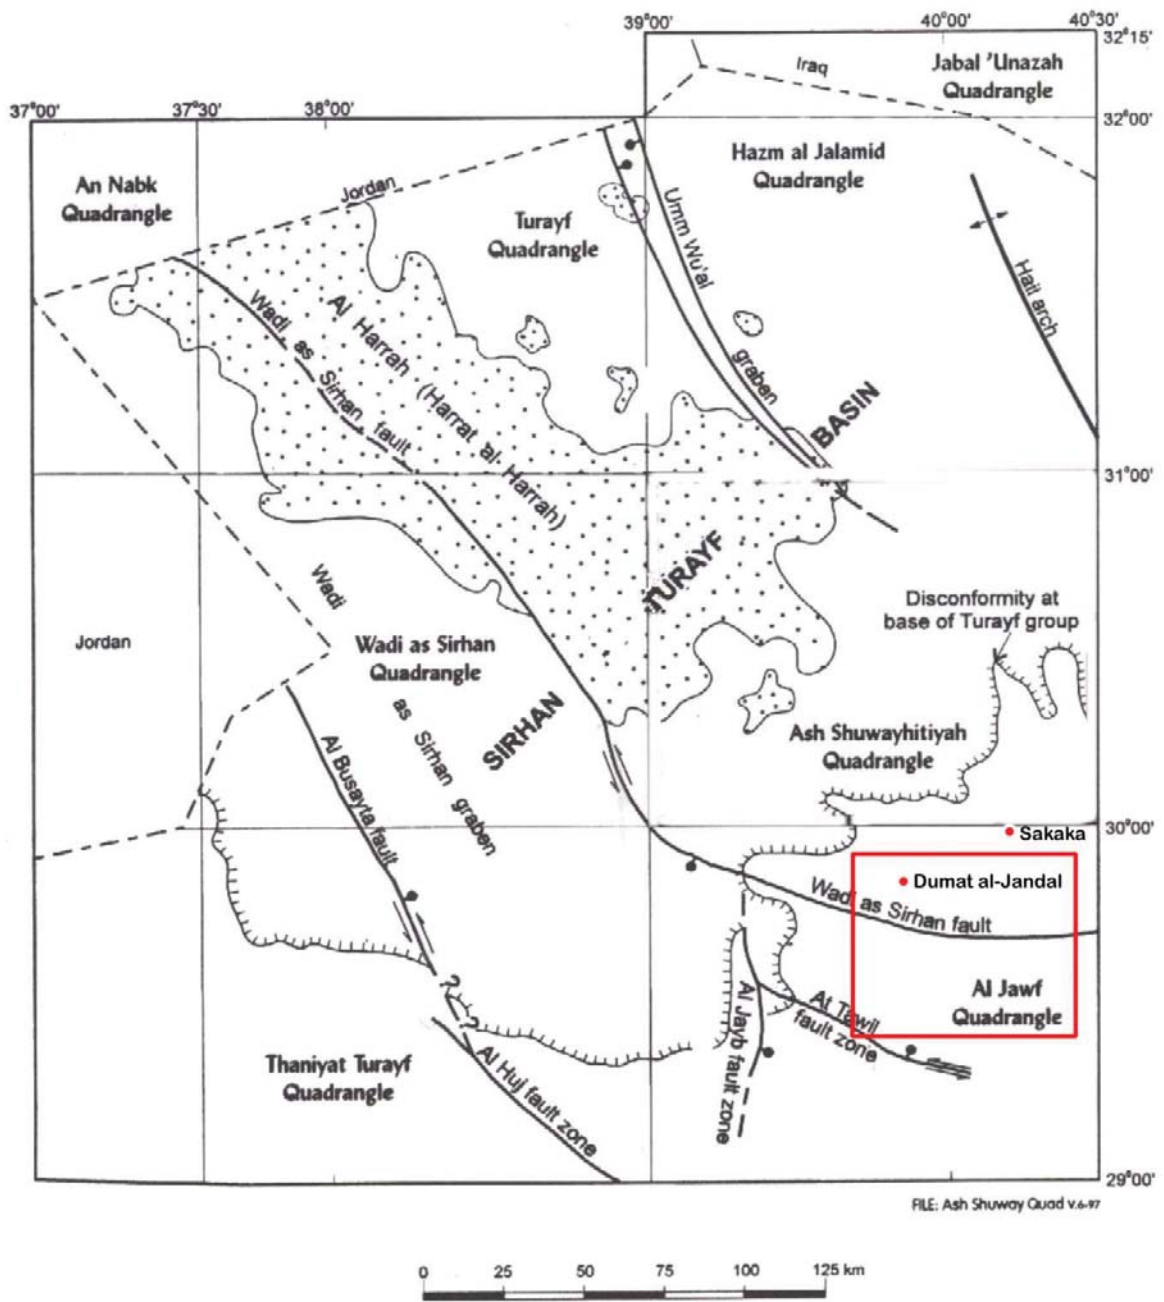 39°00'
40°00'
40°30'
32°15'
Iraq
Jabal 'Unazah
Quadrangle
37°00'
37°30'
38°00'
32°00'
An Nabk
Quadrangle
Jordan
Hazm al Jalamid
Quadrangle
Turayf
Quadrangle
Umm Wu'al
graben
Hail arch
Wadi as Sirhan fault
Al Harrah (Harrat al Harrah)
BASIN
31°00'
TURAYF
Wadi
as Sirhan graben
Jordan
Wadi as Sirhan
Quadrangle
SIRHAN
Disconformity at
base of Turayf group
Ash Shuwayhitiyah
Quadrangle
Al Busayta fault
30°00'
Sakaka
Dumat al-Jandal
Wadi as Sirhan fault
Al Jawf
Quadrangle
?
?
Al Jayb fault zone
At Tawil
fault zone
Thaniyat Turayf
Quadrangle
Al Huj fault zone
29°00'
FILE: Ash Shuway Quad V.6-97
0 25 50 75 100 125 km